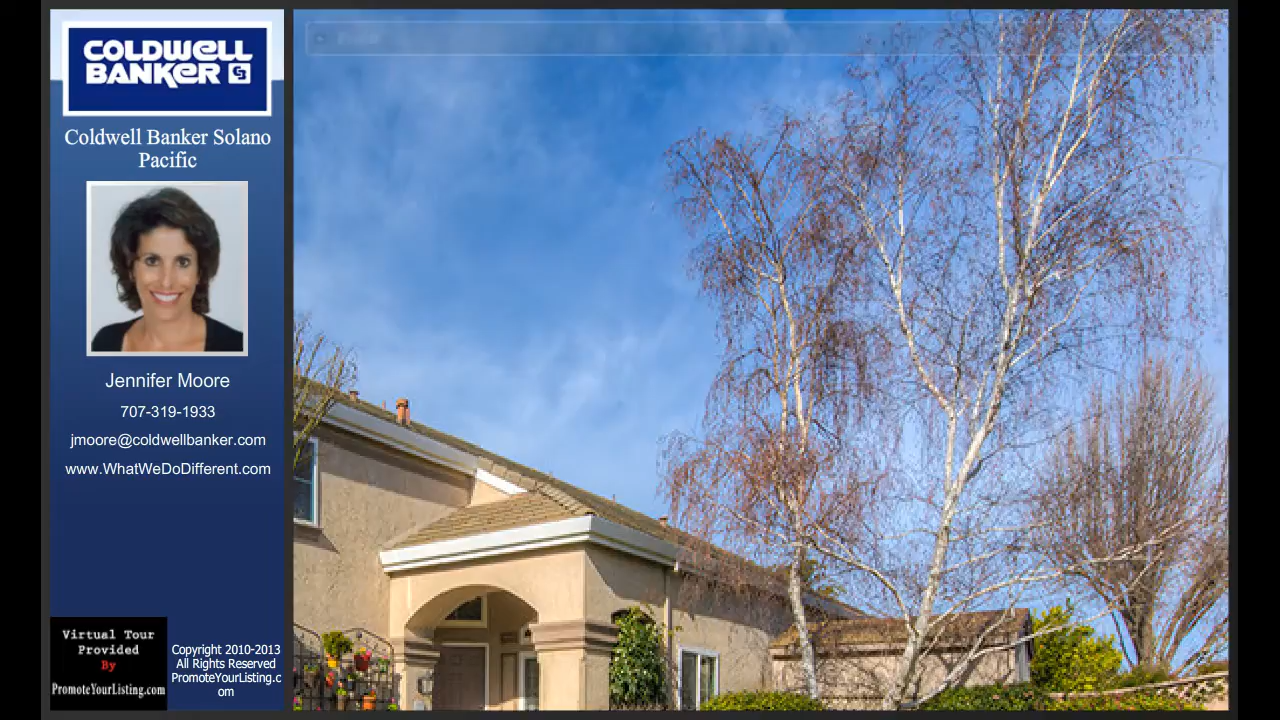 COLDWELL
BANKER
Coldwell Banker Solano
Pacific
Jennifer Moore
707-319-1933
jmoore@coldwellbanker.com
www.WhatWeDoDifferent.com
Virtual Tour
Provided
By
PromoteYourListing.com
Copyright 2010-2013
All Rights Reserved
PromoteYourListing.c
om